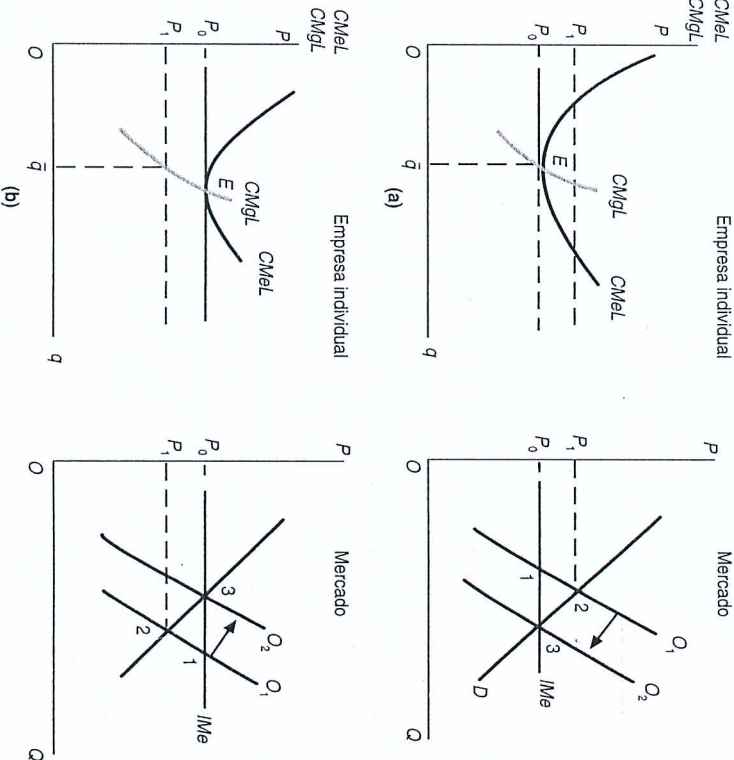 Empresa individual
Mercado
CMeL
CMgL
P
P
CMgL
CMeL
O₁
O₂
P₁
P₁
2
E
P₀
P₀
1
3
IMe
D
O
q̄
q
O
Q
(a)
Empresa individual
Mercado
CMeL
CMgL
P
P
CMgL
CMeL
O₂
O₁
E
3
P₀
P₀
1
IMe
P₁
P₁
2
O
q̄
q
O
Q
(b)